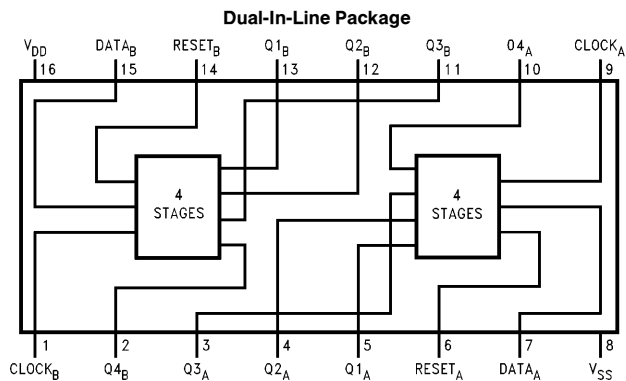 Dual-In-Line Package
V_DD DATA_B RESET_B Q1_B Q2_B Q3_B 04_A CLOCK_A
16 15 14 13 12 11 10 9
4 4
STAGES STAGES
1 2 3 4 5 6 7 8
CLOCK_B Q4_B Q3_A Q2_A Q1_A RESET_A DATA_A V_SS